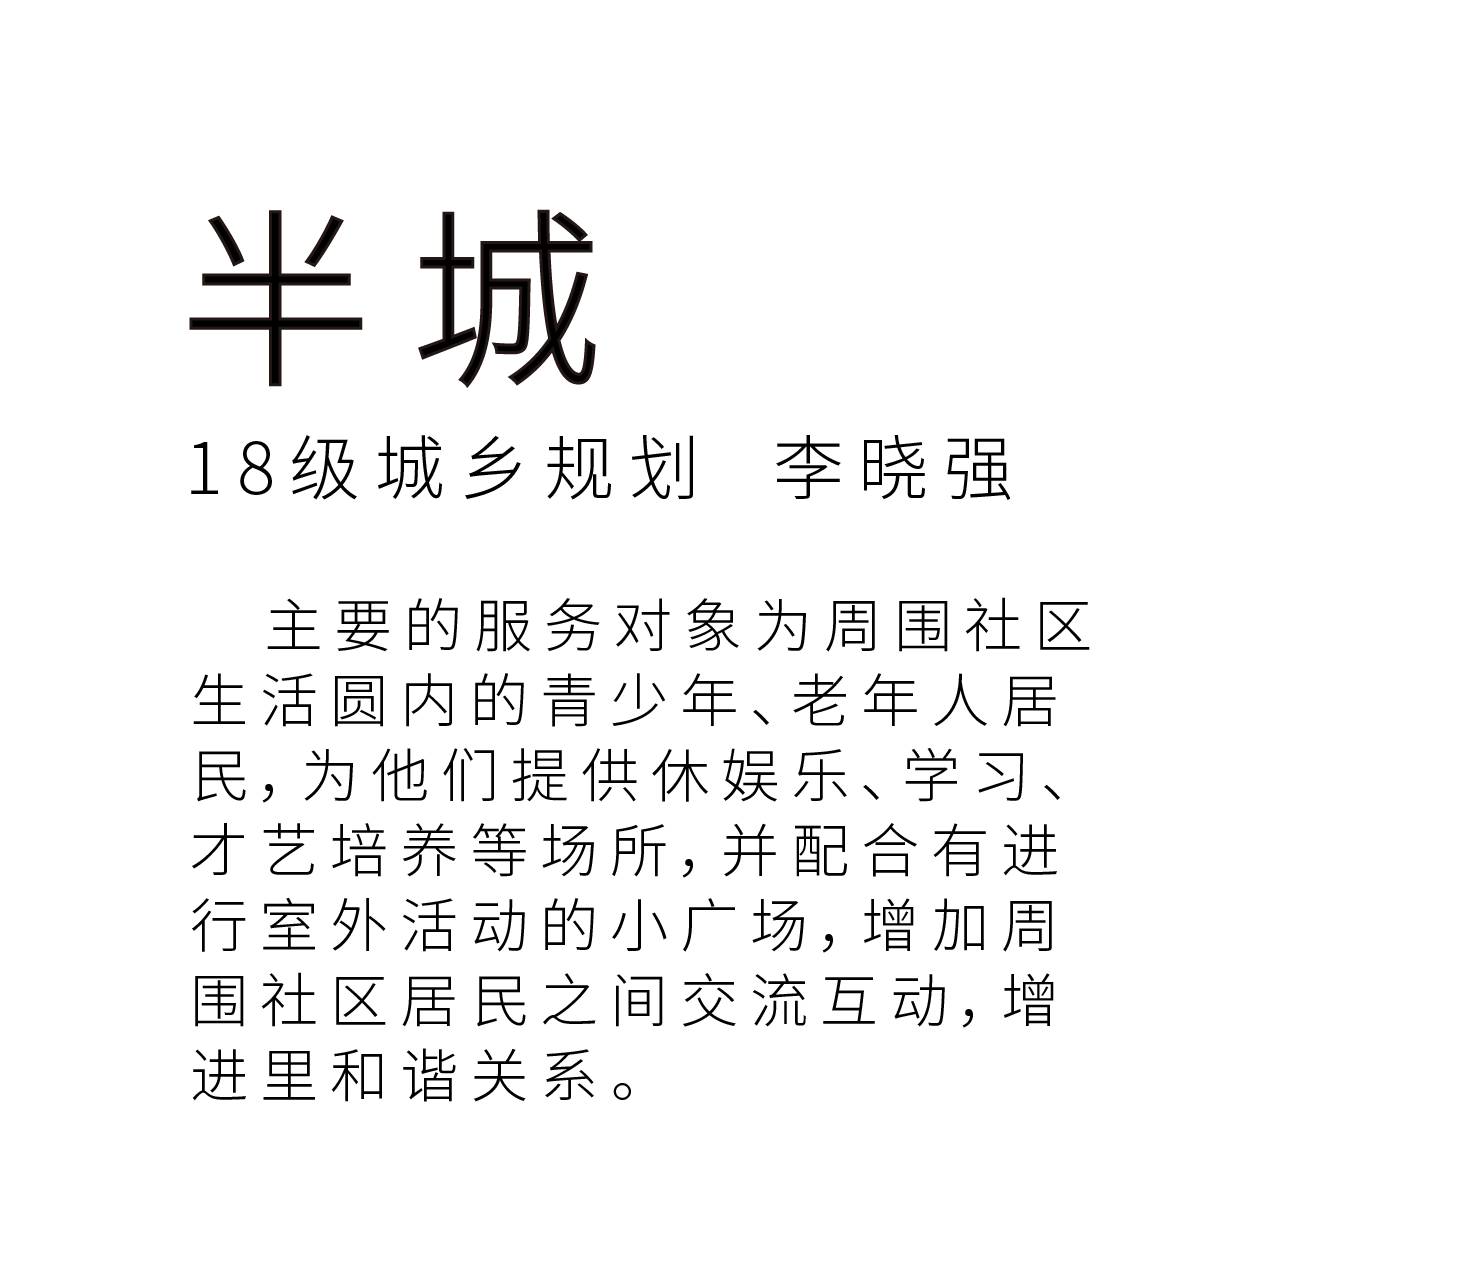 半城
18级城乡规划 李晓强
主要的服务对象为周围社区
生活圆内的青少年、老年人居
民，为他们提供休娱乐、学习、
才艺培养等场所，并配合有进
行室外活动的小广场，增加周
围社区居民之间交流互动，增
进里和谐关系。